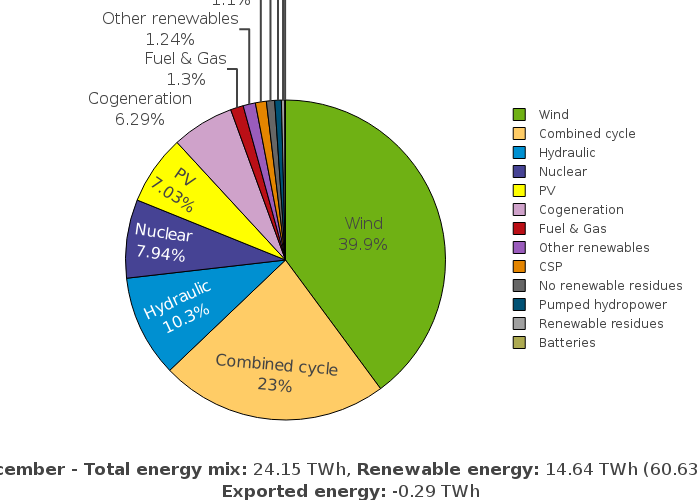 1.1%
Other renewables
1.24%
Fuel & Gas
1.3%
Cogeneration
6.29%
PV
7.03%
Nuclear
7.94%
Hydraulic
10.3%
Combined cycle
23%
Wind
39.9%
Wind
Combined cycle
Hydraulic
Nuclear
PV
Cogeneration
Fuel & Gas
Other renewables
CSP
No renewable residues
Pumped hydropower
Renewable residues
Batteries
cember - Total energy mix: 24.15 TWh, Renewable energy: 14.64 TWh (60.63
Exported energy: -0.29 TWh